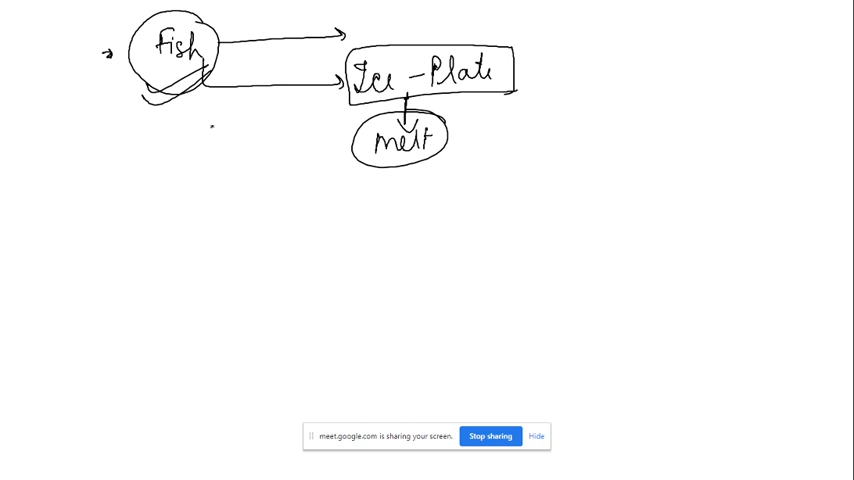 Fish
Ice - Plate
melt
meet.google.com is sharing your screen. Stop sharing Hide